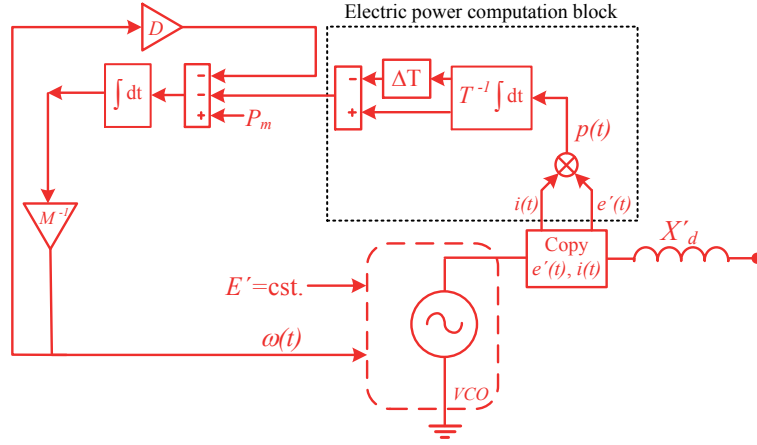 Electric power computation block
D
∫ dt
−
−
+
P_m
−
+
ΔT
T^-1 ∫ dt
p(t)
i(t)
e´(t)
M^-1
Copy
e´(t), i(t)
X'_d
E´=cst.
ω(t)
VCO